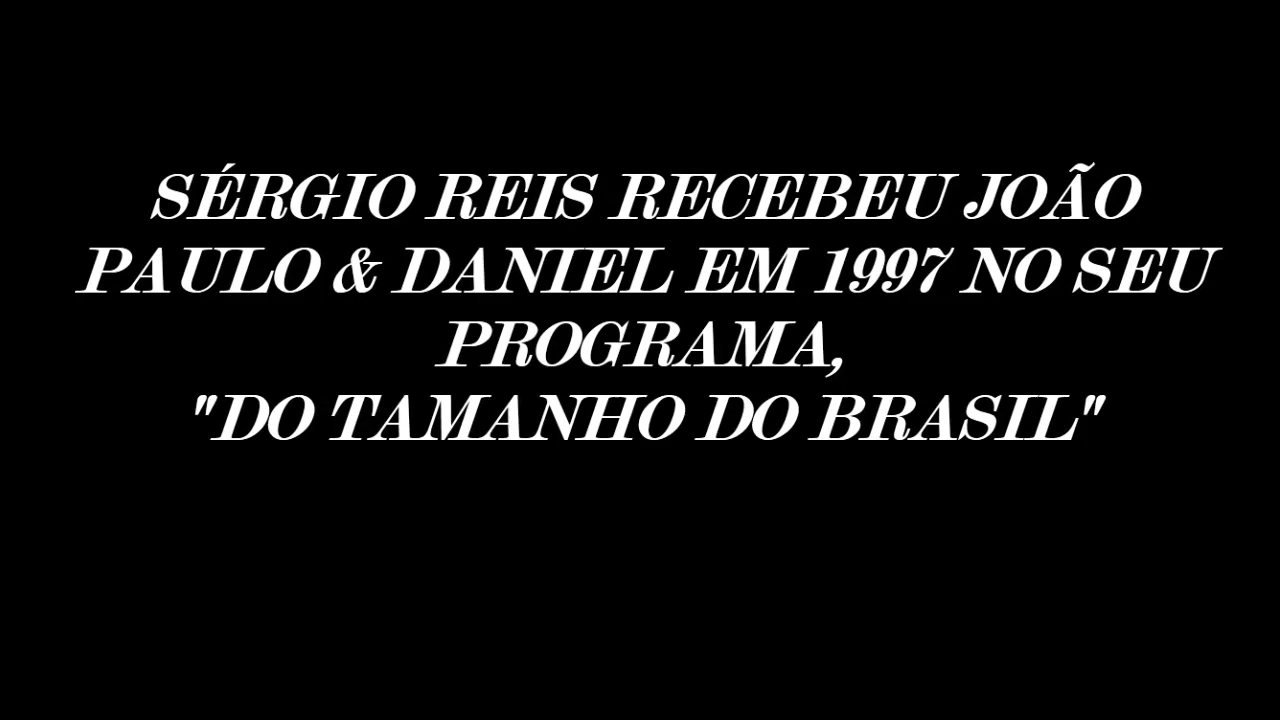 SÉRGIO REIS RECEBEU JOÃO
PAULO & DANIEL EM 1997 NO SEU
PROGRAMA,
"DO TAMANHO DO BRASIL"